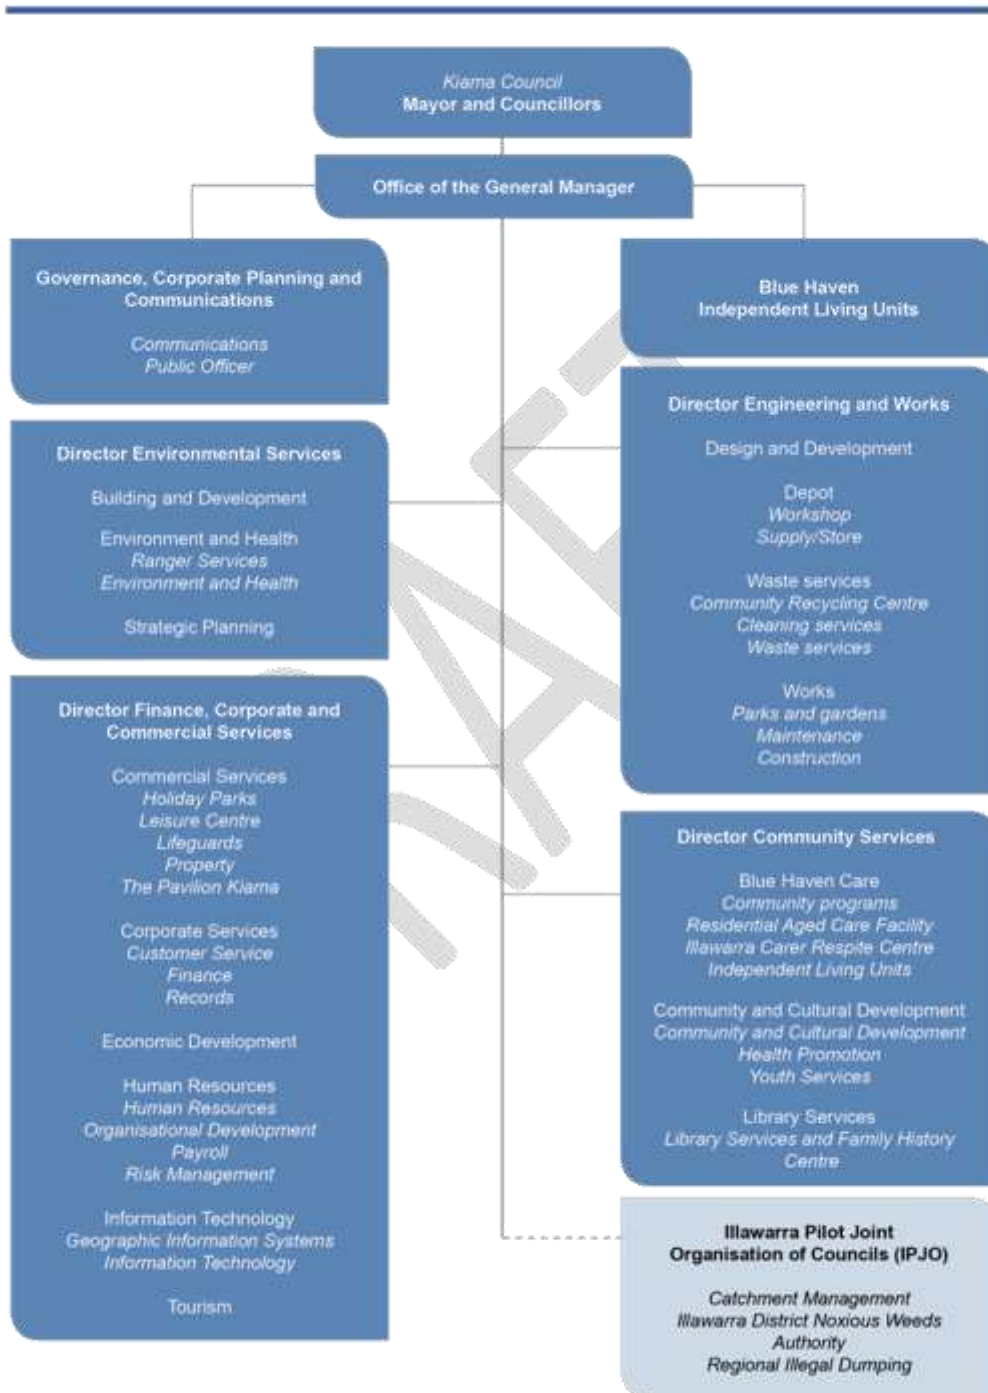 Kiama Council
Mayor and Councillors
Office of the General Manager
Governance, Corporate Planning and
Communications
Communications
Public Officer
Blue Haven
Independent Living Units
Director Environmental Services
Building and Development
Environment and Health
Ranger Services
Environment and Health
Strategic Planning
Director Engineering and Works
Design and Development
Depot
Workshop
Supply/Store
Waste services
Community Recycling Centre
Cleaning services
Waste services
Works
Parks and gardens
Maintenance
Construction
Director Finance, Corporate and
Commercial Services
Commercial Services
Holiday Parks
Leisure Centre
Lifeguards
Property
The Pavilion Kiama
Corporate Services
Customer Service
Finance
Records
Economic Development
Human Resources
Human Resources
Organisational Development
Payroll
Risk Management
Information Technology
Geographic Information Systems
Information Technology
Tourism
Director Community Services
Blue Haven Care
Community programs
Residential Aged Care Facility
Illawarra Carer Respite Centre
Independent Living Units
Community and Cultural Development
Community and Cultural Development
Health Promotion
Youth Services
Library Services
Library Services and Family History
Centre
Illawarra Pilot Joint
Organisation of Councils (IPJO)
Catchment Management
Illawarra District Noxious Weeds
Authority
Regional Illegal Dumping
DRAFT